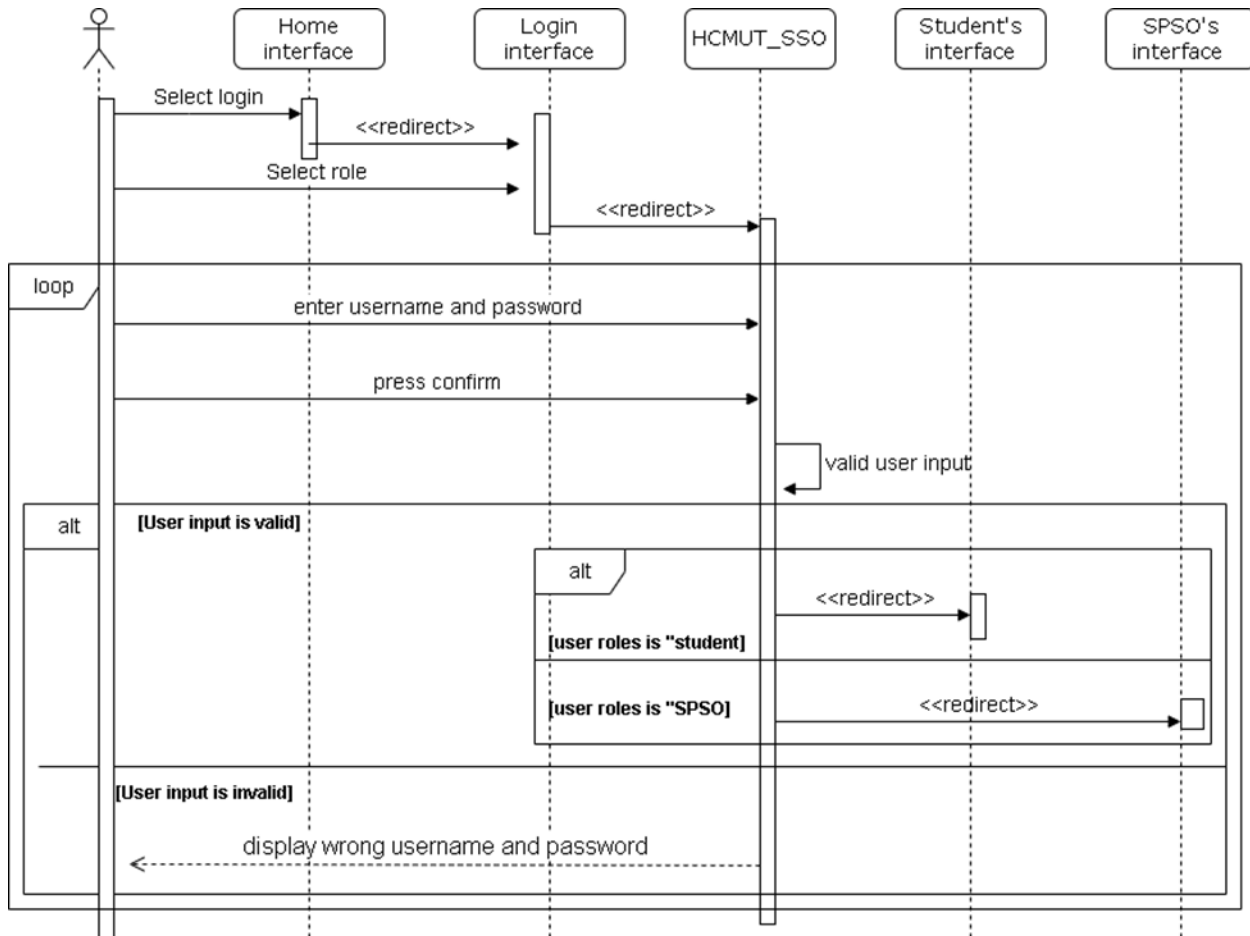 Home
interface
Login
interface
HCMUT_SSO
Student's
interface
SPSO's
interface
Select login
<<redirect>>
Select role
<<redirect>>
loop
enter username and password
press confirm
valid user input
alt
[User input is valid]
alt
<<redirect>>
[user roles is "student]
[user roles is "SPSO]
<<redirect>>
[User input is invalid]
display wrong username and password